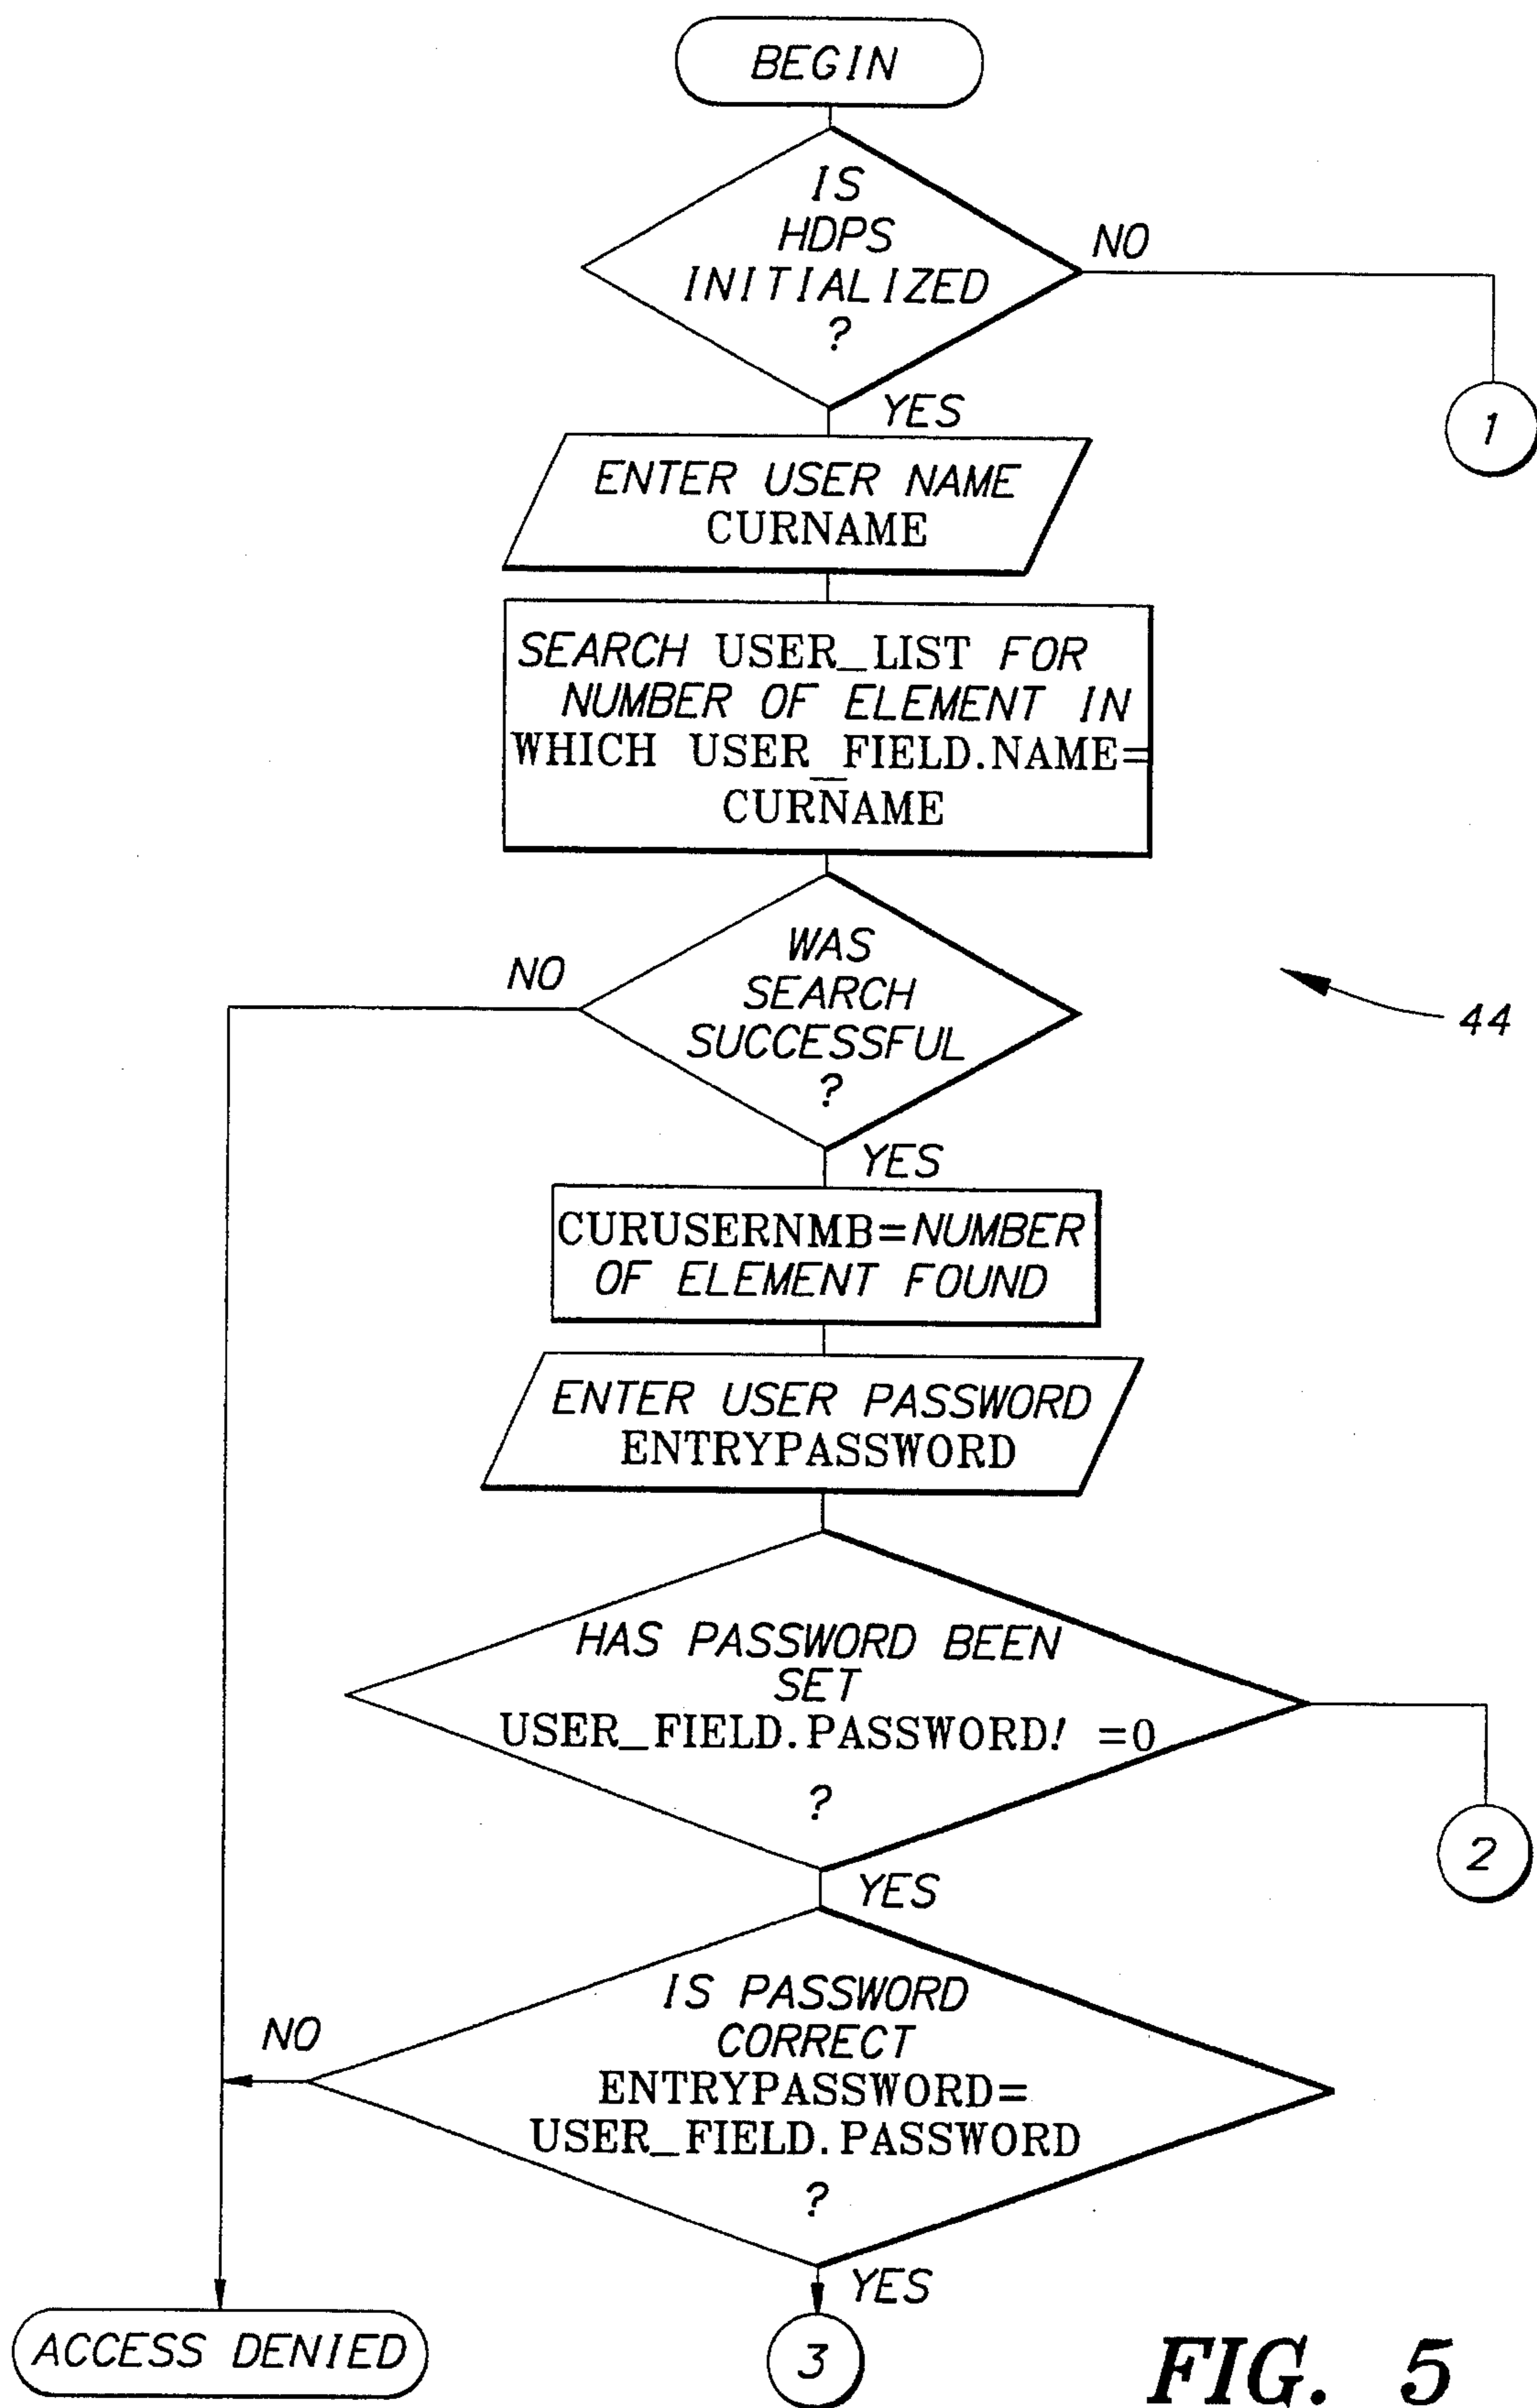 BEGIN
IS
HDPS
INITIALIZED
?
NO
1
YES
ENTER USER NAME
CURNAME
SEARCH USER_LIST FOR
NUMBER OF ELEMENT IN
WHICH USER_FIELD.NAME=
CURNAME
WAS
SEARCH
SUCCESSFUL
?
NO
44
YES
CURUSERNMB=NUMBER
OF ELEMENT FOUND
ENTER USER PASSWORD
ENTRYPASSWORD
HAS PASSWORD BEEN
SET
USER_FIELD.PASSWORD! =0
?
2
YES
IS PASSWORD
CORRECT
ENTRYPASSWORD=
USER_FIELD.PASSWORD
?
NO
YES
ACCESS DENIED
3
FIG. 5